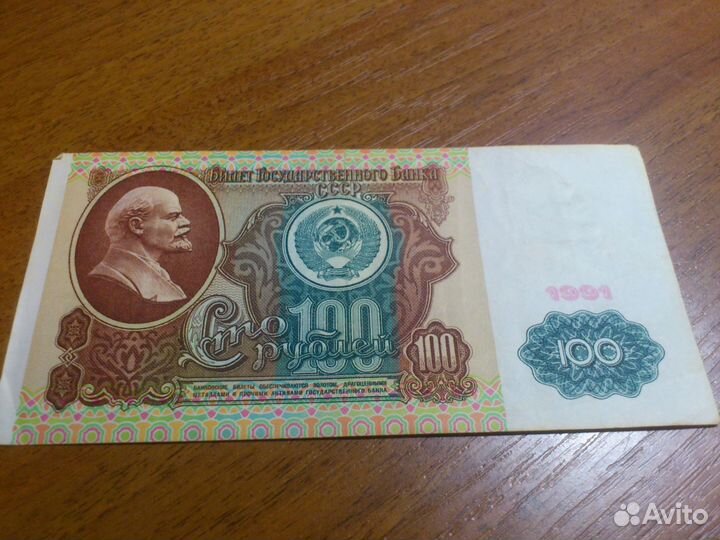 Билет Государственного Банка
СССР
1991
Сто 100
рублей
100
100
БАНКОВСКИЕ БИЛЕТЫ ОБЕСПЕЧИВАЮТСЯ ЗОЛОТОМ, ДРАГОЦЕННЫМИ
МЕТАЛЛАМИ И ПРОЧИМИ АКТИВАМИ ГОСУДАРСТВЕННОГО БАНКА
Avito